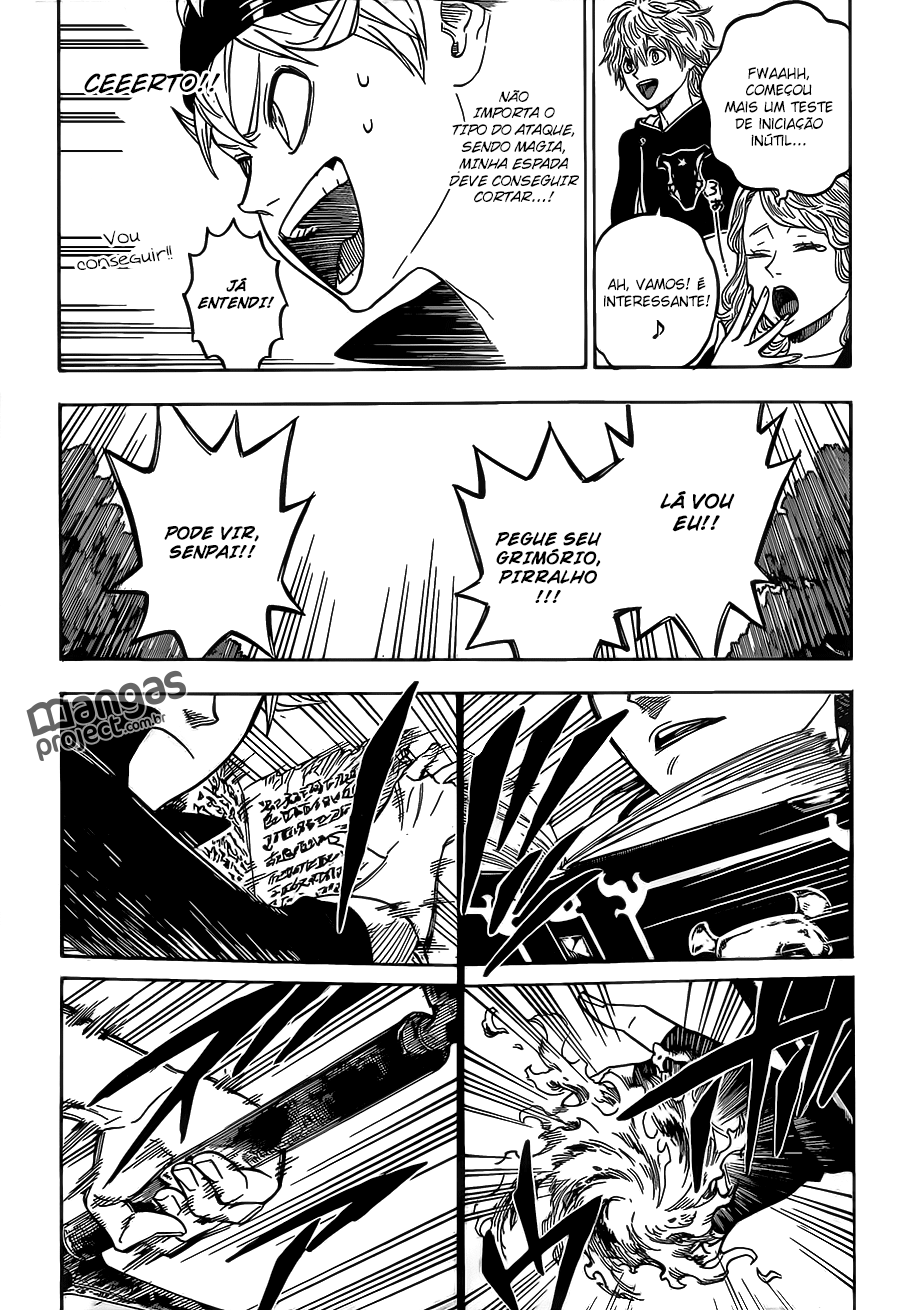 FWAAHH,
COMEÇOU
MAIS UM TESTE
DE INICIAÇÃO
INÚTIL...
AH, VAMOS! É
INTERESSANTE!
♪
NÃO
IMPORTA O
TIPO DO ATAQUE,
SENDO MAGIA,
MINHA ESPADA
DEVE CONSEGUIR
CORTAR...!
CEEERTO!!
JÁ
ENTENDI!
VOU
conseguir!!
LÁ VOU
EU!!
PEGUE SEU
GRIMÓRIO,
PIRRALHO
!!!
PODE VIR,
SENPAI!!
mangas
project.com.br